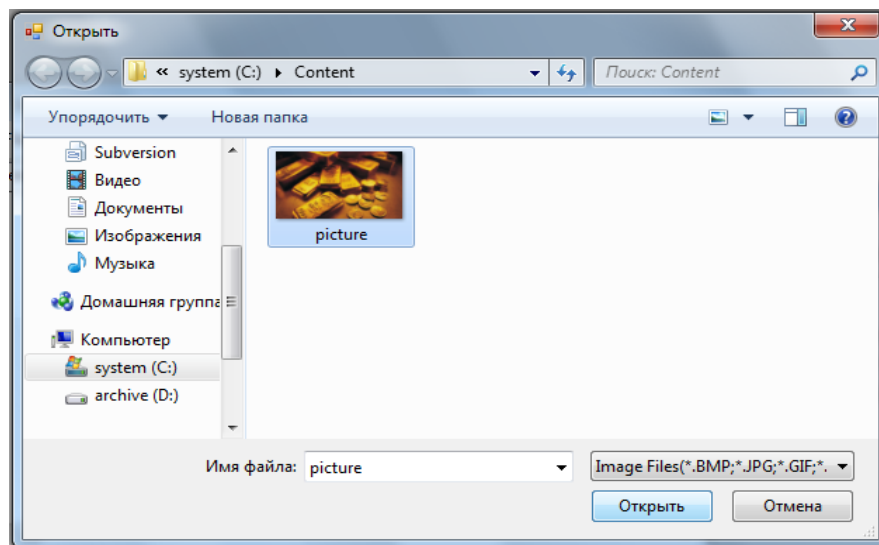 Открыть
« system (C:) ▸ Content
Поиск: Content
Упорядочить
Новая папка
Subversion
Видео
Документы
Изображения
Музыка
Домашняя группа
Компьютер
system (C:)
archive (D:)
picture
Имя файла: picture
Image Files(*.BMP;*.JPG;*.GIF;*.
Открыть
Отмена